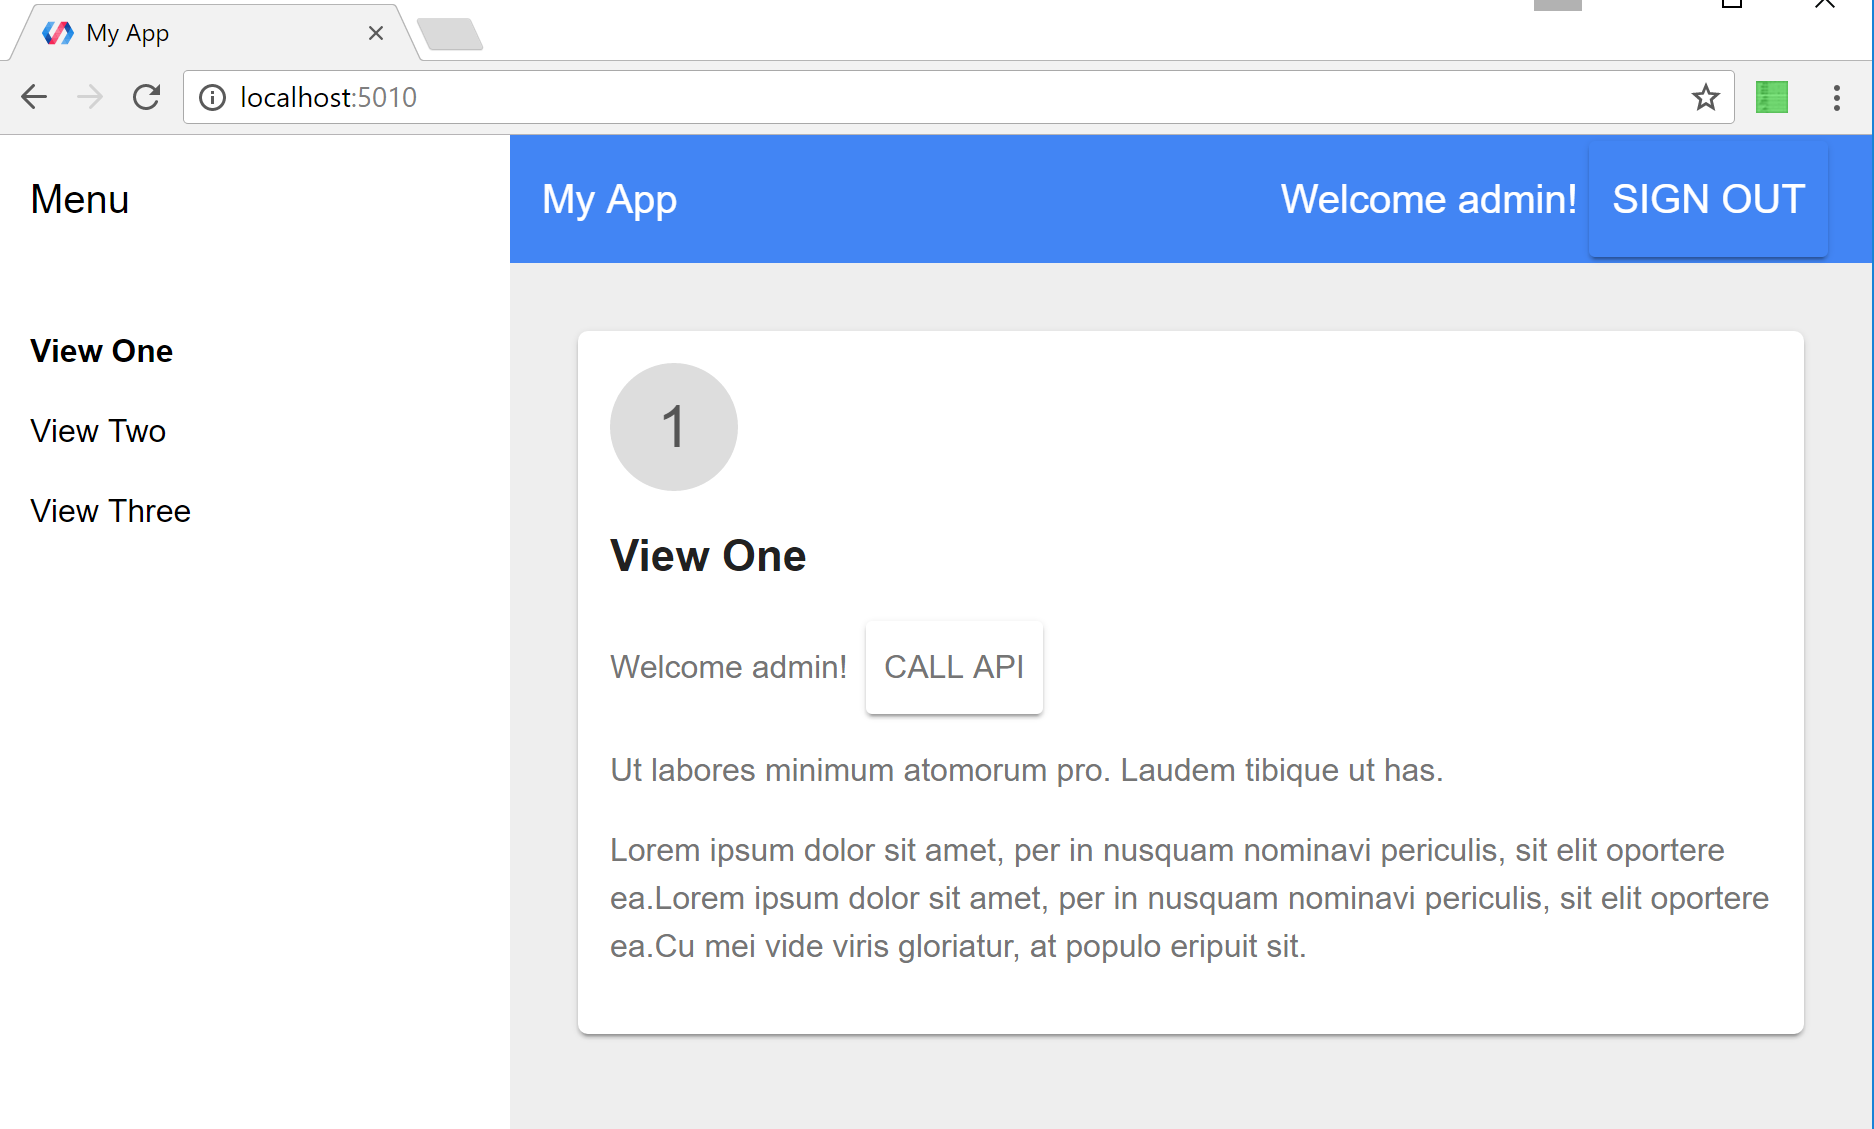 My App
localhost:5010
Menu
My App
Welcome admin!
SIGN OUT
View One
View Two
View Three
1
View One
Welcome admin!
CALL API
Ut labores minimum atomorum pro. Laudem tibique ut has.
Lorem ipsum dolor sit amet, per in nusquam nominavi periculis, sit elit oportere
ea.Lorem ipsum dolor sit amet, per in nusquam nominavi periculis, sit elit oportere
ea.Cu mei vide viris gloriatur, at populo eripuit sit.